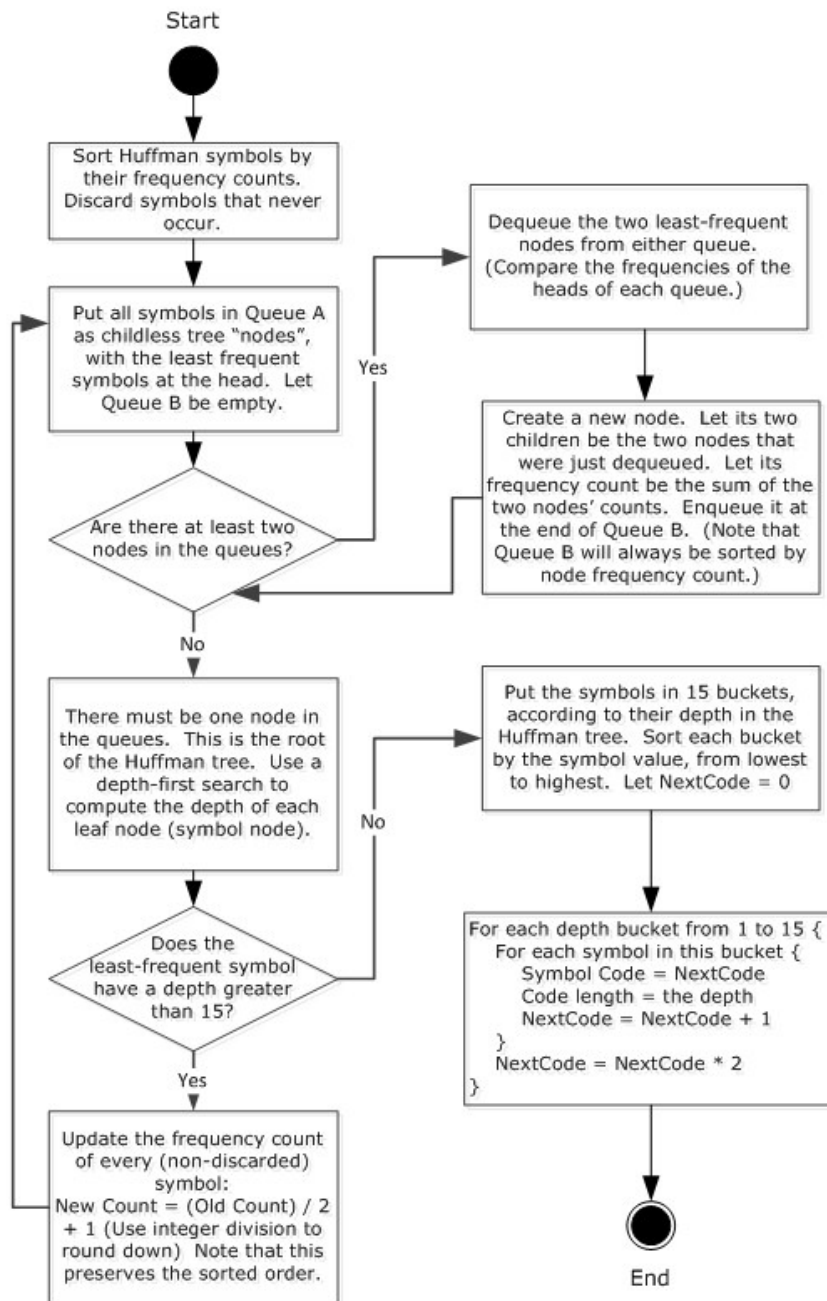 Start
Sort Huffman symbols by
their frequency counts.
Discard symbols that never
occur.
Put all symbols in Queue A
as childless tree “nodes”,
with the least frequent
symbols at the head.  Let
Queue B be empty.
Are there at least two
nodes in the queues?
Yes
Dequeue the two least-frequent
nodes from either queue.
(Compare the frequencies of the
heads of each queue.)
Create a new node.  Let its two
children be the two nodes that
were just dequeued.  Let its
frequency count be the sum of the
two nodes’ counts.  Enqueue it at
the end of Queue B.  (Note that
Queue B will always be sorted by
node frequency count.)
No
There must be one node in
the queues.  This is the root
of the Huffman tree.  Use a
depth-first search to
compute the depth of each
leaf node (symbol node).
Does the
least-frequent symbol
have a depth greater
than 15?
Yes
Update the frequency count
of every (non-discarded)
symbol:
New Count = (Old Count) / 2
+ 1 (Use integer division to
round down)  Note that this
preserves the sorted order.
No
Put the symbols in 15 buckets,
according to their depth in the
Huffman tree.  Sort each bucket
by the symbol value, from lowest
to highest.  Let NextCode = 0
For each depth bucket from 1 to 15 {
For each symbol in this bucket {
Symbol Code = NextCode
Code length = the depth
NextCode = NextCode + 1
}
NextCode = NextCode * 2
}
End